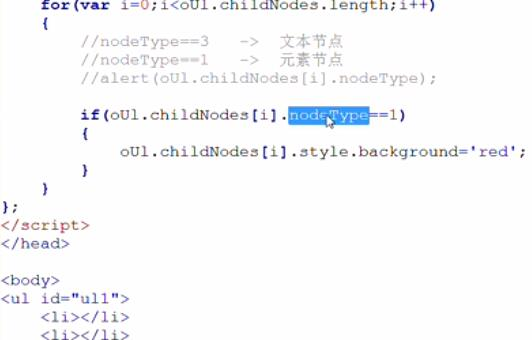 for(var i=0;i<oUl.childNodes.length;i++)
{
//nodeType==3 -> 文本节点
//nodeType==1 -> 元素节点
//alert(oUl.childNodes[i].nodeType);
if(oUl.childNodes[i].nodeType==1)
{
oUl.childNodes[i].style.background='red';
}
}
};
</script>
</head>
<body>
<ul id="ul1">
<li></li>
<li></li>